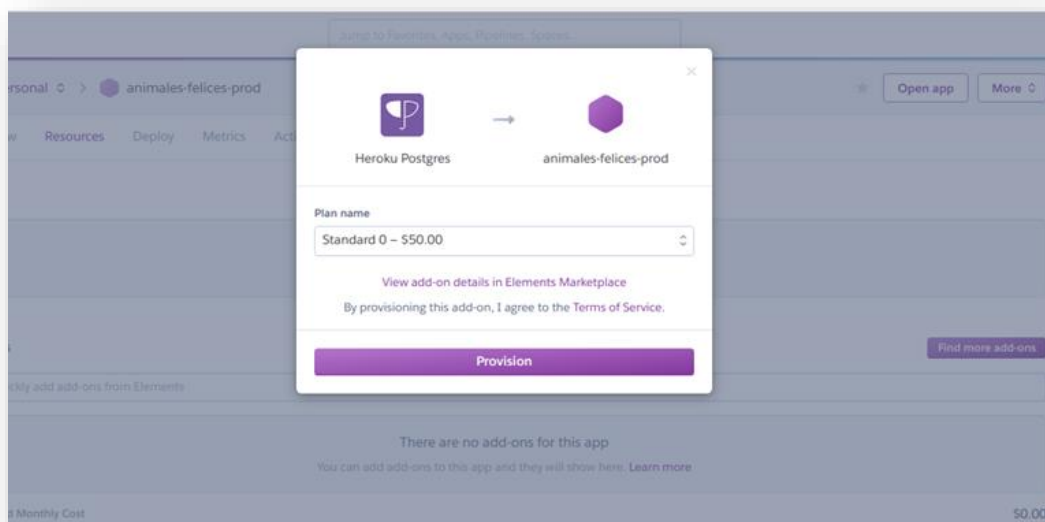 Jump to Favorites, Apps, Pipelines, Spaces...
animales-felices-prod
Open app
More
Resources Deploy Metrics
Heroku Postgres
animales-felices-prod
Plan name
Standard 0 – $50.00
View add-on details in Elements Marketplace
By provisioning this add-on, I agree to the Terms of Service.
Find more add-ons
Provision
add add-ons from Elements
There are no add-ons for this app
You can add add-ons to this app and they will show here. Learn more
Monthly Cost
$0.00